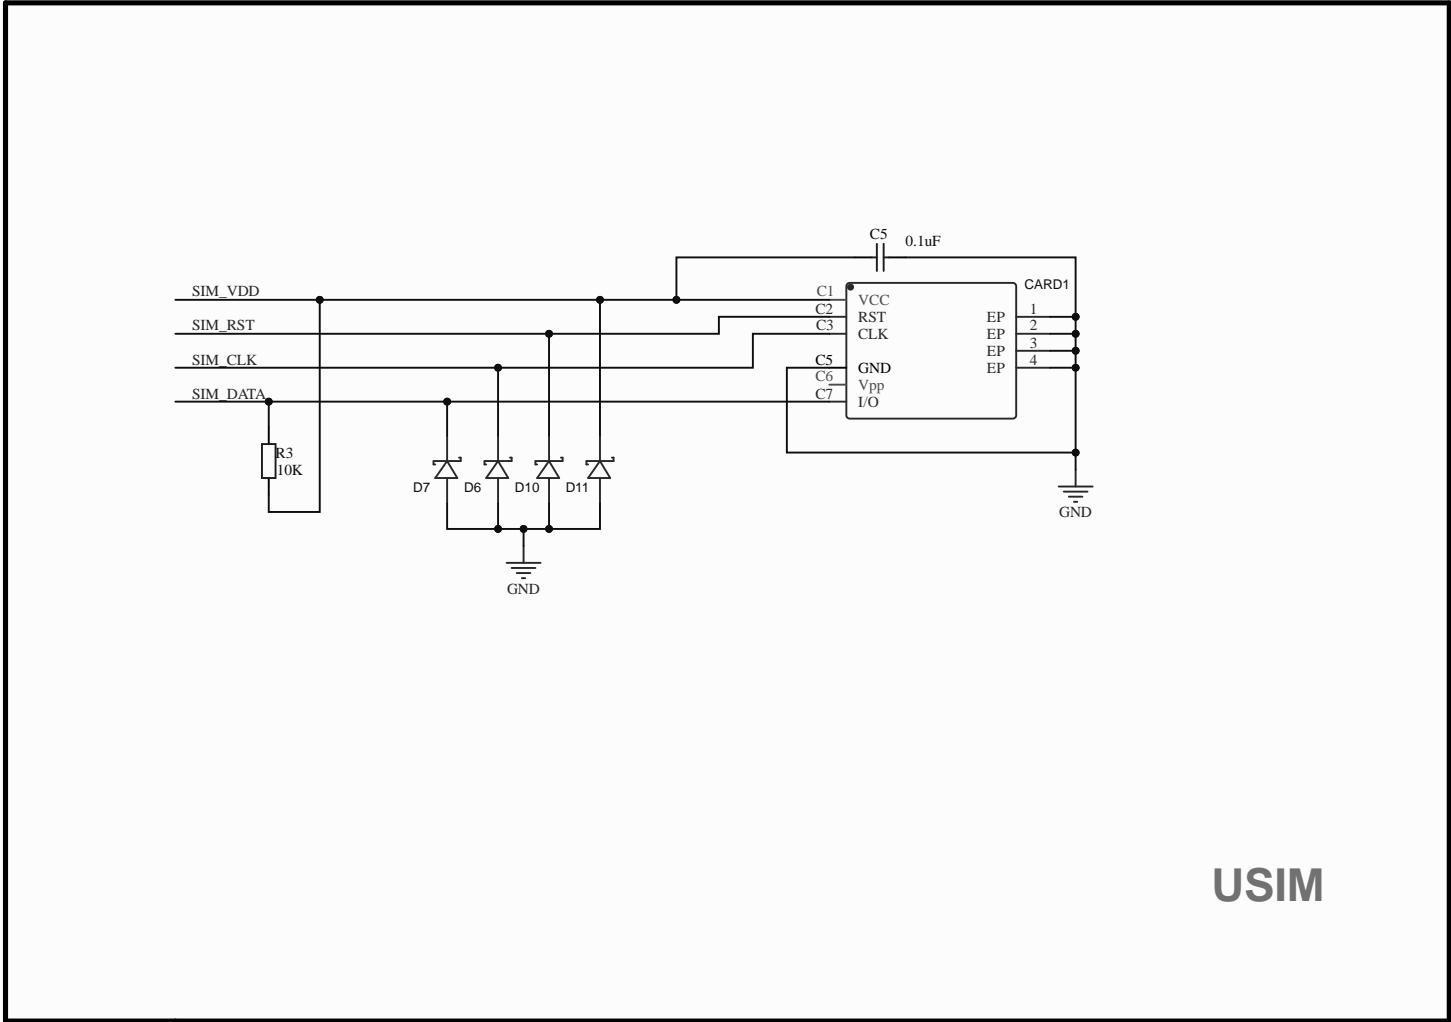 C5 0.1uF
SIM_VDD C1 VCC CARD1
SIM_RST C2 RST EP 1
C3 CLK EP 2
EP 3
SIM_CLK C5 GND EP 4
C6 Vpp
SIM_DATA C7 I/O
R3
10K
D7 D6 D10 D11
GND
GND
USIM